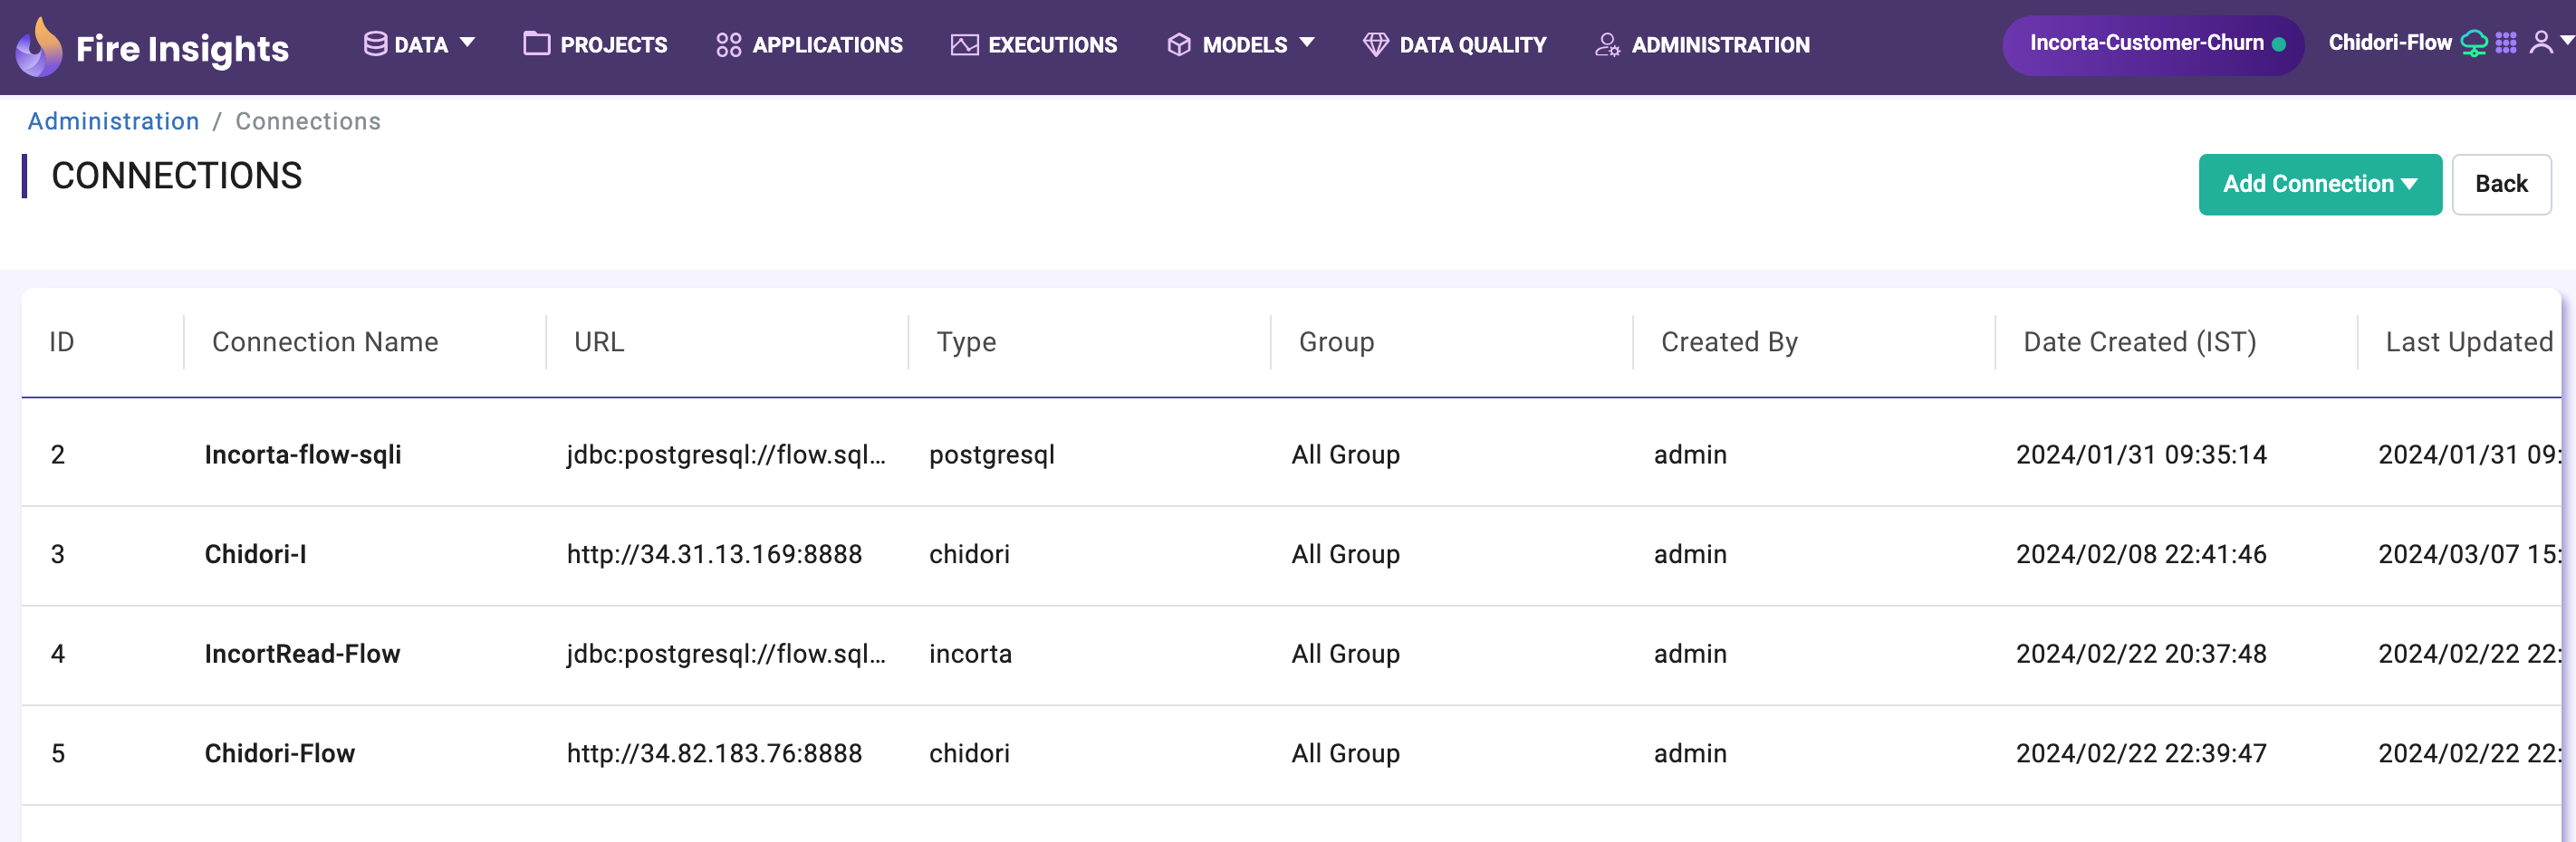 Fire Insights DATA PROJECTS APPLICATIONS EXECUTIONS MODELS DATA QUALITY ADMINISTRATION Incorta-Customer-Churn Chidori-Flow
Administration / Connections
CONNECTIONS
Add Connection Back
ID Connection Name URL Type Group Created By Date Created (IST) Last Updated
2 Incorta-flow-sqli jdbc:postgresql://flow.sql... postgresql All Group admin 2024/01/31 09:35:14 2024/01/31 09:
3 Chidori-I http://34.31.13.169:8888 chidori All Group admin 2024/02/08 22:41:46 2024/03/07 15:
4 IncortRead-Flow jdbc:postgresql://flow.sql... incorta All Group admin 2024/02/22 20:37:48 2024/02/22 22:
5 Chidori-Flow http://34.82.183.76:8888 chidori All Group admin 2024/02/22 22:39:47 2024/02/22 22: